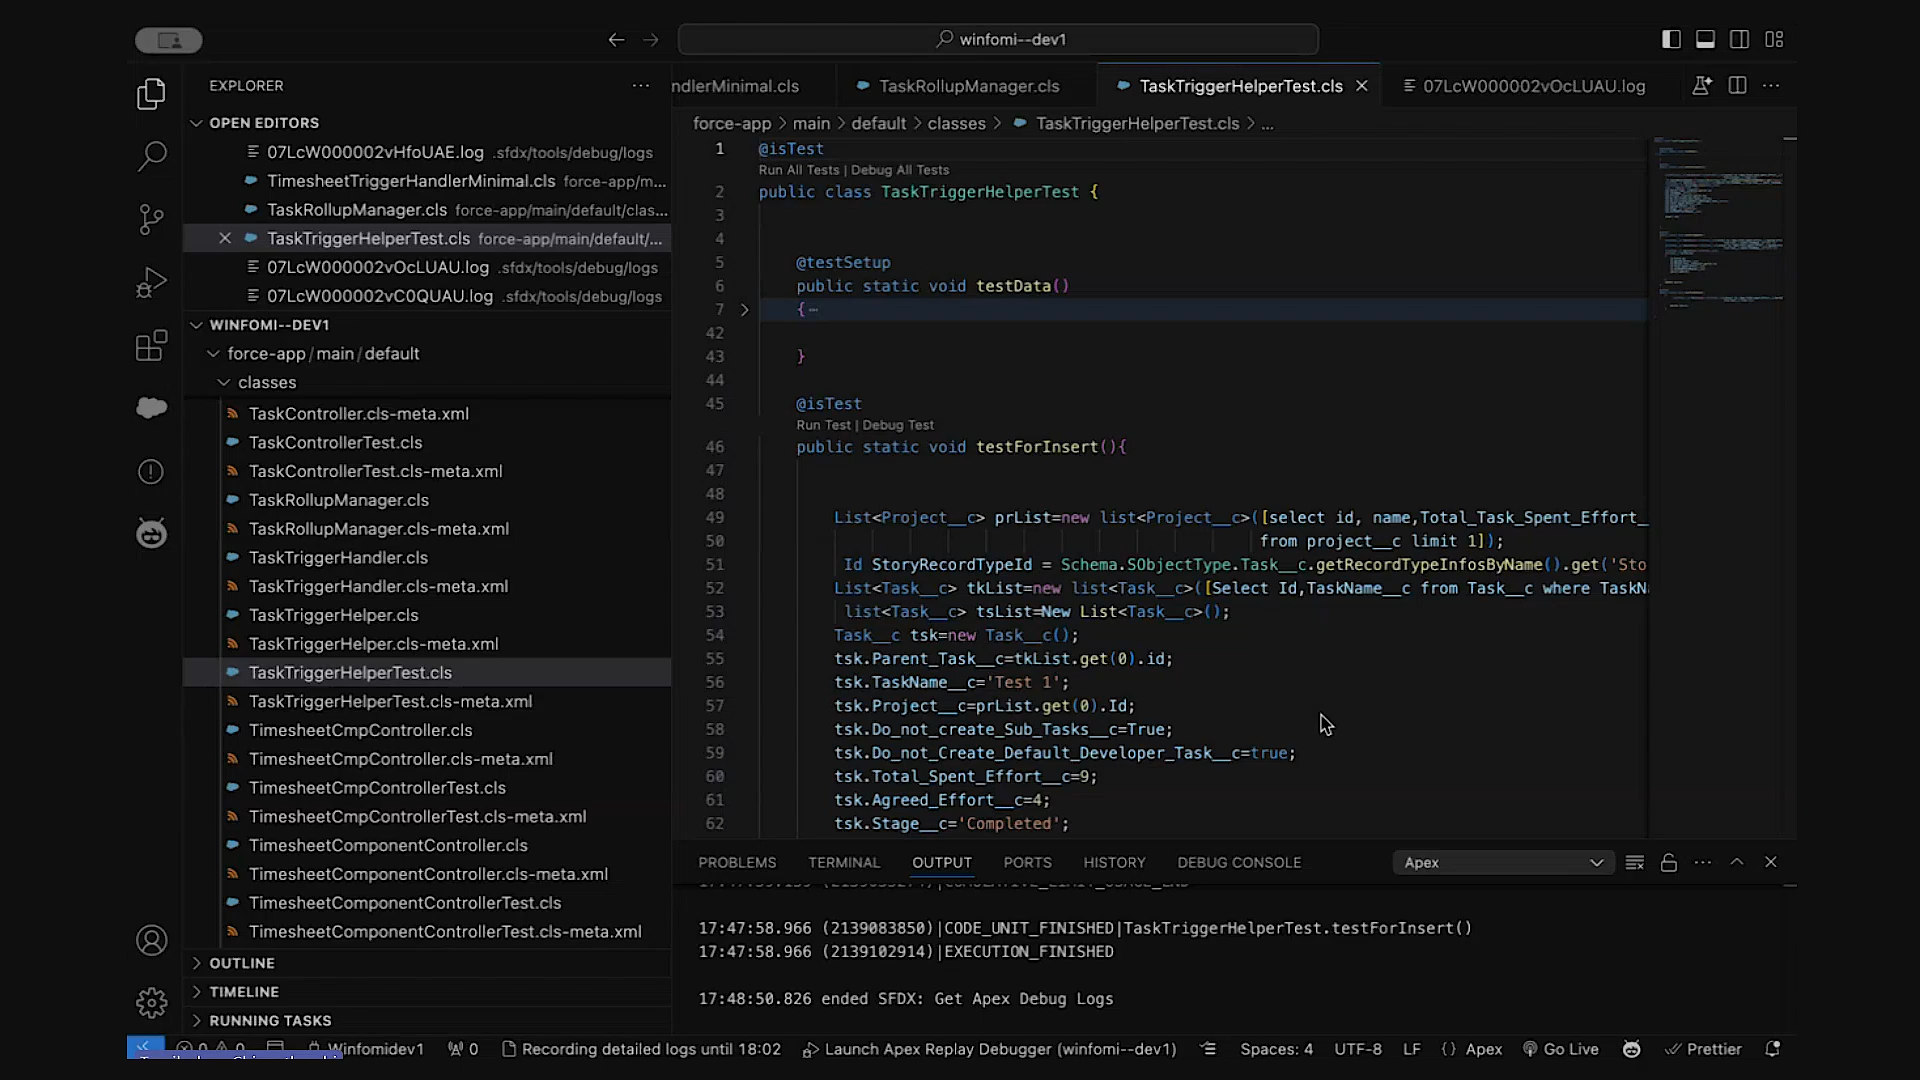 winfomi--dev1
EXPLORER
OPEN EDITORS
07LcW000002vHfoUAE.log .sfdx/tools/debug/logs
TimesheetTriggerHandlerMinimal.cls force-app/m...
TaskRollupManager.cls force-app/main/default/clas...
TaskTriggerHelperTest.cls force-app/main/default/...
07LcW000002vOcLUAU.log .sfdx/tools/debug/logs
07LcW000002vC0QUAU.log .sfdx/tools/debug/logs
WINFOMI--DEV1
force-app/main/default
classes
TaskController.cls-meta.xml
TaskControllerTest.cls
TaskControllerTest.cls-meta.xml
TaskRollupManager.cls
TaskRollupManager.cls-meta.xml
TaskTriggerHandler.cls
TaskTriggerHandler.cls-meta.xml
TaskTriggerHelper.cls
TaskTriggerHelper.cls-meta.xml
TaskTriggerHelperTest.cls
TaskTriggerHelperTest.cls-meta.xml
TimesheetCmpController.cls
TimesheetCmpController.cls-meta.xml
TimesheetCmpControllerTest.cls
TimesheetCmpControllerTest.cls-meta.xml
TimesheetComponentController.cls
TimesheetComponentController.cls-meta.xml
TimesheetComponentControllerTest.cls
TimesheetComponentControllerTest.cls-meta.xml
OUTLINE
TIMELINE
RUNNING TASKS
ndlerMinimal.cls TaskRollupManager.cls TaskTriggerHelperTest.cls 07LcW000002vOcLUAU.log
force-app > main > default > classes > TaskTriggerHelperTest.cls > ...
1 @isTest
Run All Tests | Debug All Tests
2 public class TaskTriggerHelperTest {
3
4
5 @testSetup
6 public static void testData()
7 {⋯
42
43 }
44
45 @isTest
Run Test | Debug Test
46 public static void testForInsert(){
47
48
49 List<Project__c> prList=new list<Project__c>([select id, name,Total_Task_Spent_Effort_
50 from project__c limit 1]);
51 Id StoryRecordTypeId = Schema.SObjectType.Task__c.getRecordTypeInfosByName().get('Sto
52 List<Task__c> tkList=new list<Task__c>([Select Id,TaskName__c from Task__c where TaskN
53 list<Task__c> tsList=New List<Task__c>();
54 Task__c tsk=new Task__c();
55 tsk.Parent_Task__c=tkList.get(0).id;
56 tsk.TaskName__c='Test 1';
57 tsk.Project__c=prList.get(0).Id;
58 tsk.Do_not_create_Sub_Tasks__c=True;
59 tsk.Do_not_Create_Default_Developer_Task__c=true;
60 tsk.Total_Spent_Effort__c=9;
61 tsk.Agreed_Effort__c=4;
62 tsk.Stage__c='Completed';
PROBLEMS TERMINAL OUTPUT PORTS HISTORY DEBUG CONSOLE Apex
17:47:58.966 (2139083850)|CODE_UNIT_FINISHED|TaskTriggerHelperTest.testForInsert()
17:47:58.966 (2139102914)|EXECUTION_FINISHED
17:48:50.826 ended SFDX: Get Apex Debug Logs
Winfomidev1 0 Recording detailed logs until 18:02 Launch Apex Replay Debugger (winfomi--dev1) Spaces: 4 UTF-8 LF {} Apex Go Live Prettier